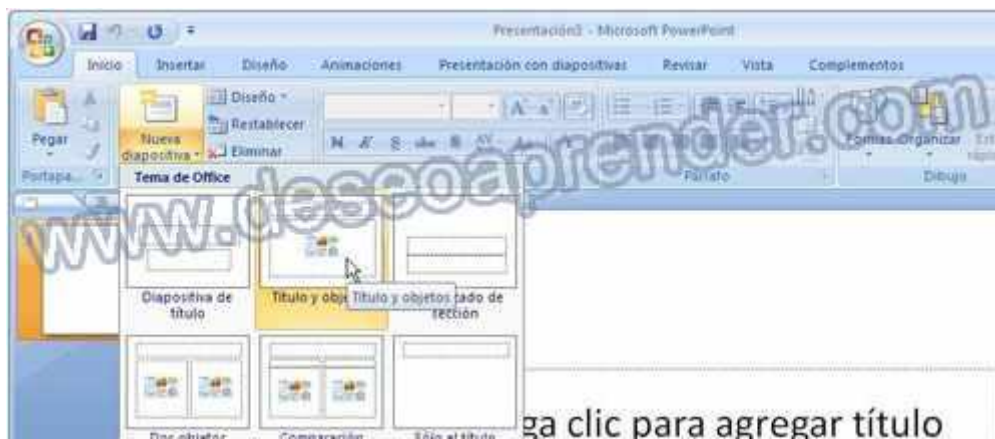 Presentación3 - Microsoft PowerPoint
Inicio Insertar Diseño Animaciones Presentación con diapositivas Revisar Vista Complementos
Pegar
Nueva diapositiva
Diseño
Restablecer
Eliminar
N K S abc
Formas Organizar
Portapa... Párrafo Dibujo
Tema de Office
www.deseoaprender.com
Diapositiva de título
Título y obje
Título y objetos
zado de sección
Dos objetos Comparación Sólo el título
ga clic para agregar título